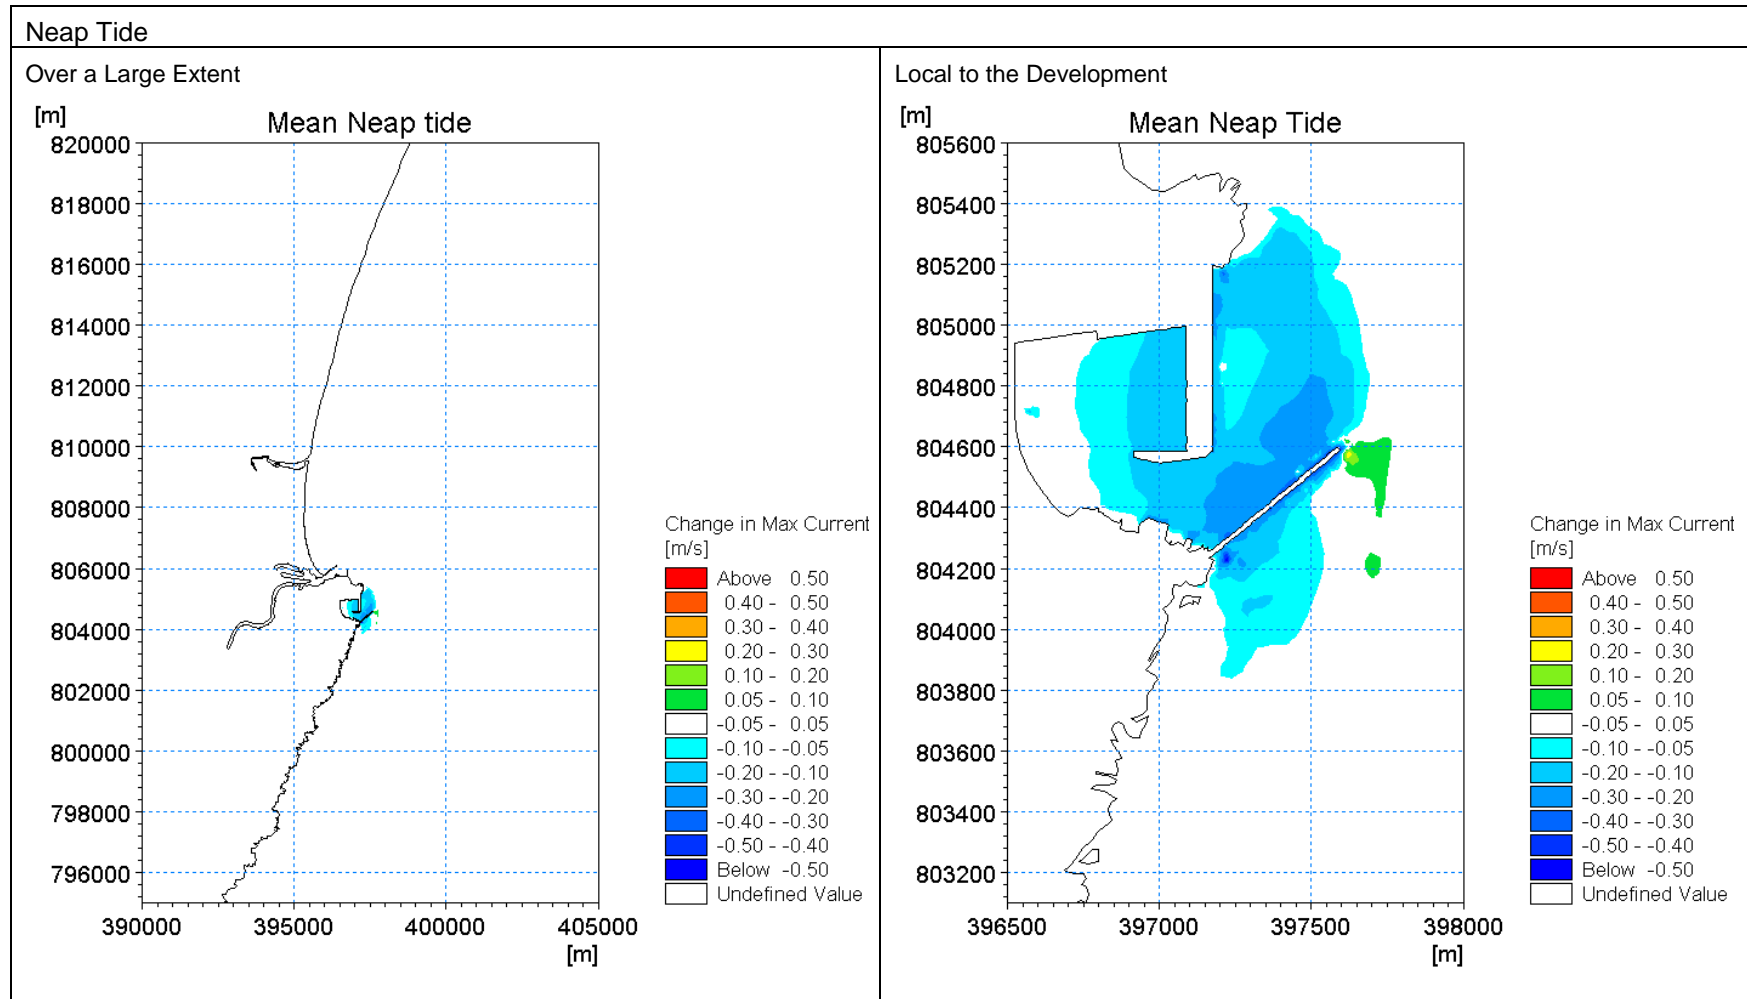 Neap Tide
Over a Large Extent
[m]
Mean Neap tide
820000
818000
816000
814000
812000
810000
808000
806000
804000
802000
800000
798000
796000
390000 395000 400000 405000
[m]
Change in Max Current
[m/s]
Above 0.50
0.40 - 0.50
0.30 - 0.40
0.20 - 0.30
0.10 - 0.20
0.05 - 0.10
-0.05 - 0.05
-0.10 - -0.05
-0.20 - -0.10
-0.30 - -0.20
-0.40 - -0.30
-0.50 - -0.40
Below -0.50
Undefined Value
Local to the Development
[m]
Mean Neap Tide
805600
805400
805200
805000
804800
804600
804400
804200
804000
803800
803600
803400
803200
396500 397000 397500 398000
[m]
Change in Max Current
[m/s]
Above 0.50
0.40 - 0.50
0.30 - 0.40
0.20 - 0.30
0.10 - 0.20
0.05 - 0.10
-0.05 - 0.05
-0.10 - -0.05
-0.20 - -0.10
-0.30 - -0.20
-0.40 - -0.30
-0.50 - -0.40
Below -0.50
Undefined Value